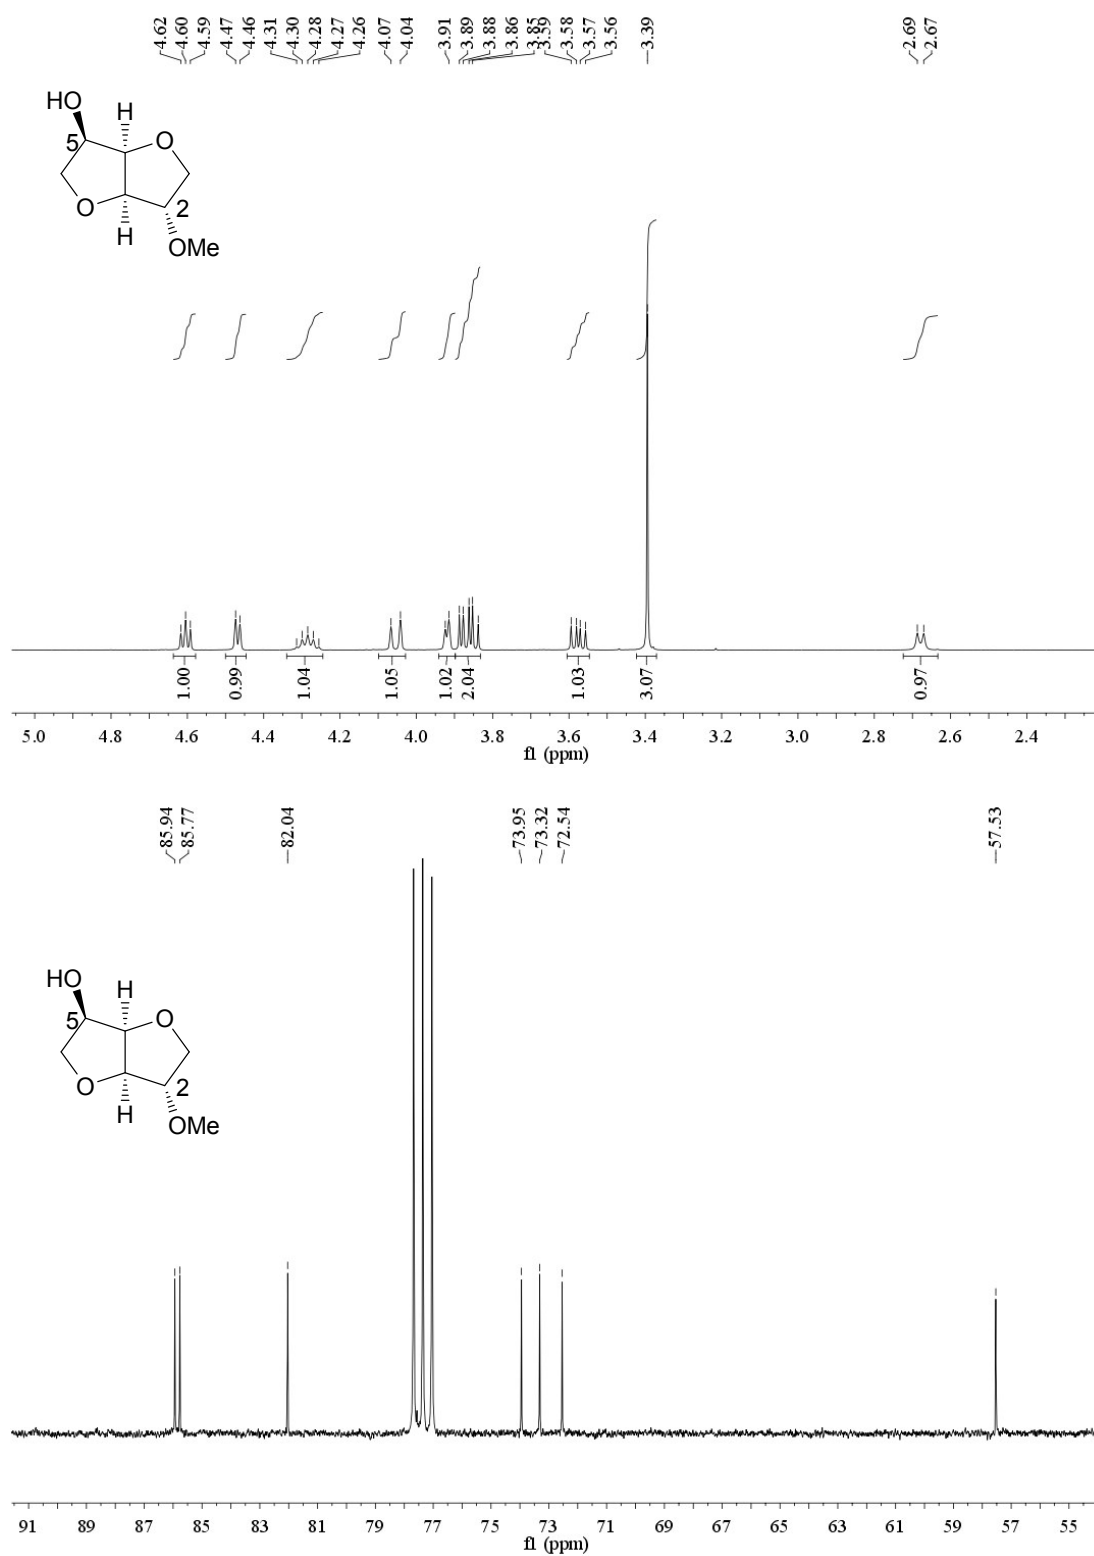 4.62 4.60 4.59 4.47 4.46 4.31 4.30 4.28 4.27 4.26 4.07 4.04 3.91 3.89 3.88 3.86 3.85 3.59 3.58 3.57 3.56 3.39 2.69 2.67
HO
H
5
O
O
2
H
OMe
1.00 0.99 1.04 1.05 1.02 2.04 1.03 3.07 0.97
5.0 4.8 4.6 4.4 4.2 4.0 3.8 3.6 3.4 3.2 3.0 2.8 2.6 2.4
f1 (ppm)
85.94 85.77 82.04 73.95 73.32 72.54 57.53
HO
H
5
O
O
2
H
OMe
91 89 87 85 83 81 79 77 75 73 71 69 67 65 63 61 59 57 55
f1 (ppm)